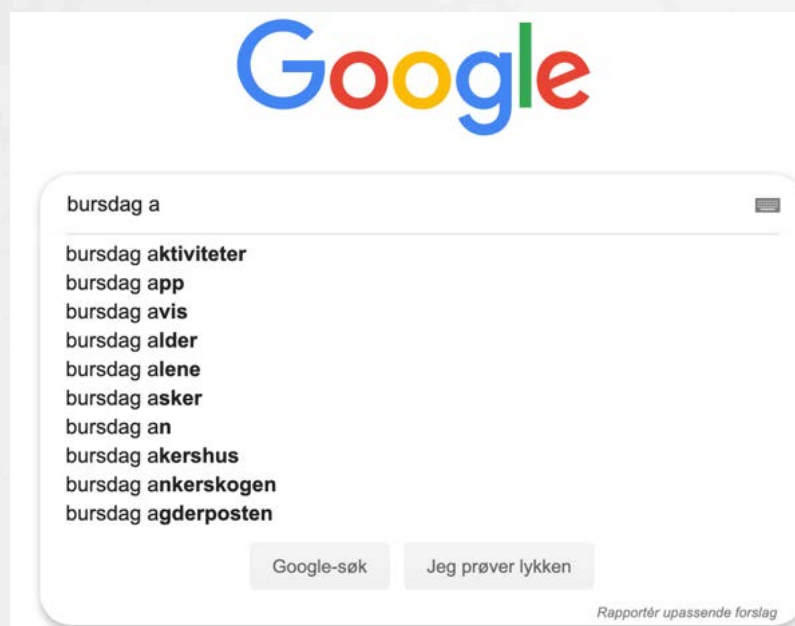 Google
bursdag a
bursdag aktiviteter
bursdag app
bursdag avis
bursdag alder
bursdag alene
bursdag asker
bursdag an
bursdag akershus
bursdag ankerskogen
bursdag agderposten
Google-søk Jeg prøver lykken
Rapportér upassende forslag